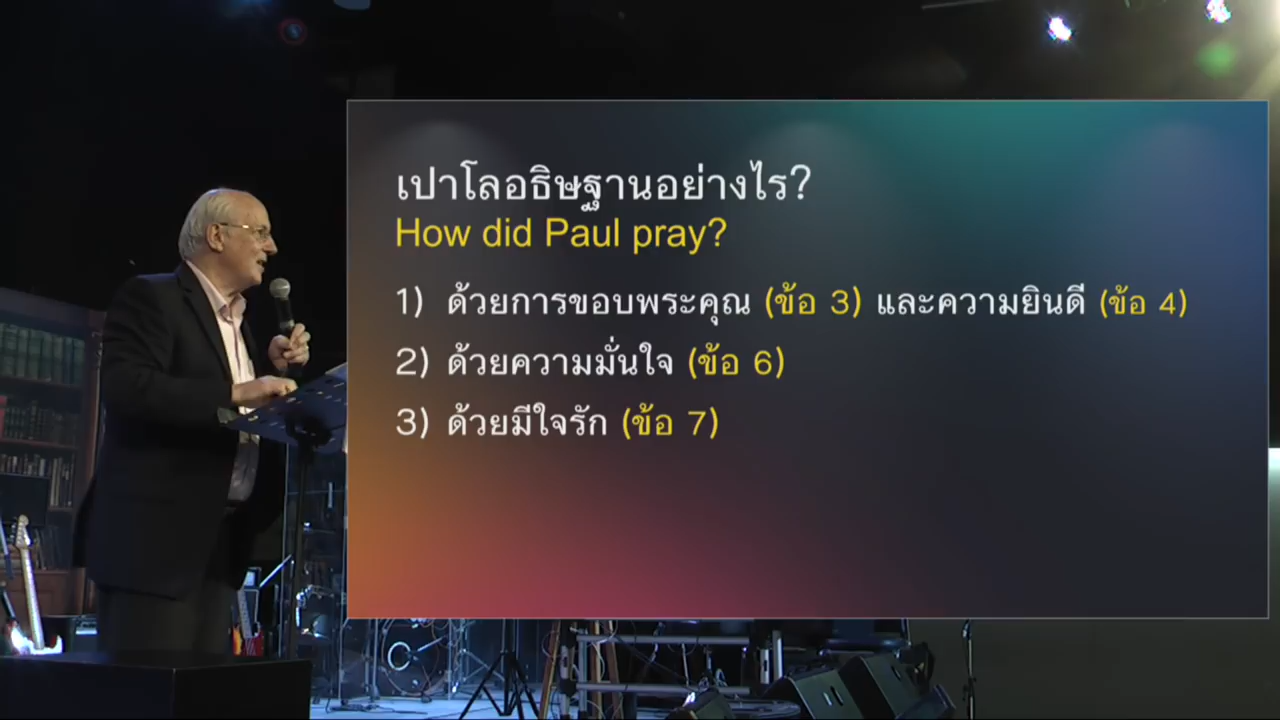 เปาโลอธิษฐานอย่างไร?
How did Paul pray?
1) ด้วยการขอบพระคุณ (ข้อ 3) และความยินดี (ข้อ 4)
2) ด้วยความมั่นใจ (ข้อ 6)
3) ด้วยมีใจรัก (ข้อ 7)